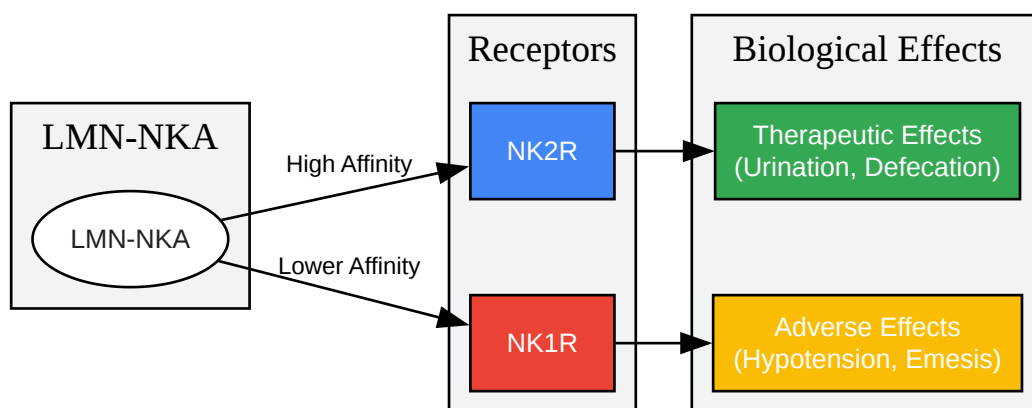 LMN-NKA
LMN-NKA
High Affinity
Lower Affinity
Receptors
NK2R
NK1R
Biological Effects
Therapeutic Effects
(Urination, Defecation)
Adverse Effects
(Hypotension, Emesis)